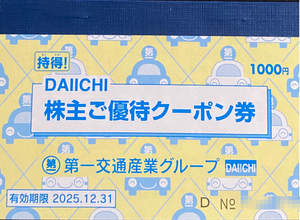 持得!
1000円
DAIICHI
株主ご優待クーポン券
第 第一交通産業グループ DAIICHI
有効期限 2025.12.31
D №